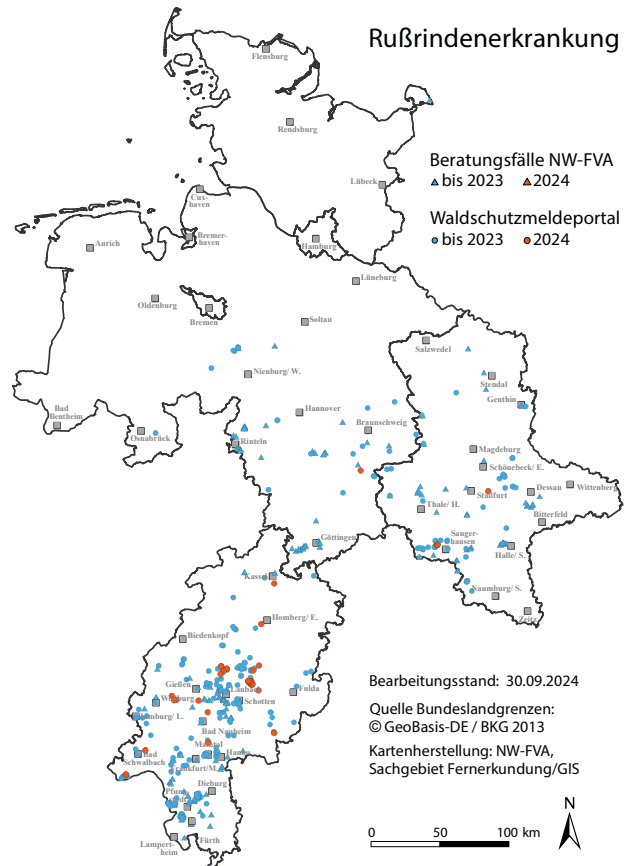 Rußrindenerkrankung
Flensburg
Rendsburg
Beratungsfälle NW-FVA
bis 2023 2024
Lübeck
Cux-
haven
Waldschutzmeldeportal
bis 2023 2024
Aurich
Bremer-
haven
Hamburg
Lüneburg
Oldenburg
Bremen
Soltau
Salzwedel
Nienburg/ W.
Stendal
Genthin
Bad
Bentheim
Osnabrück
Hannover
Braunschweig
Rinteln
Magdeburg
Schönebeck/ E.
Staßfurt
Dessau
Wittenberg
Thale/ H.
Bitterfeld
Göttingen
Sanger-
hausen
Halle/ S.
Kassel
Naumburg/ S.
Zeitz
Homberg/ E.
Biedenkopf
Gießen
Laubach
Fulda
Schotten
Bad Nauheim
Bad
Schwalbach
Hanau
Frankfurt/M.
Dieburg
Fürth
Lampert-
heim
Bearbeitungsstand: 30.09.2024
Quelle Bundeslandgrenzen:
© GeoBasis-DE / BKG 2013
Kartenherstellung: NW-FVA,
Sachgebiet Fernerkundung/GIS
N
0 50 100 km